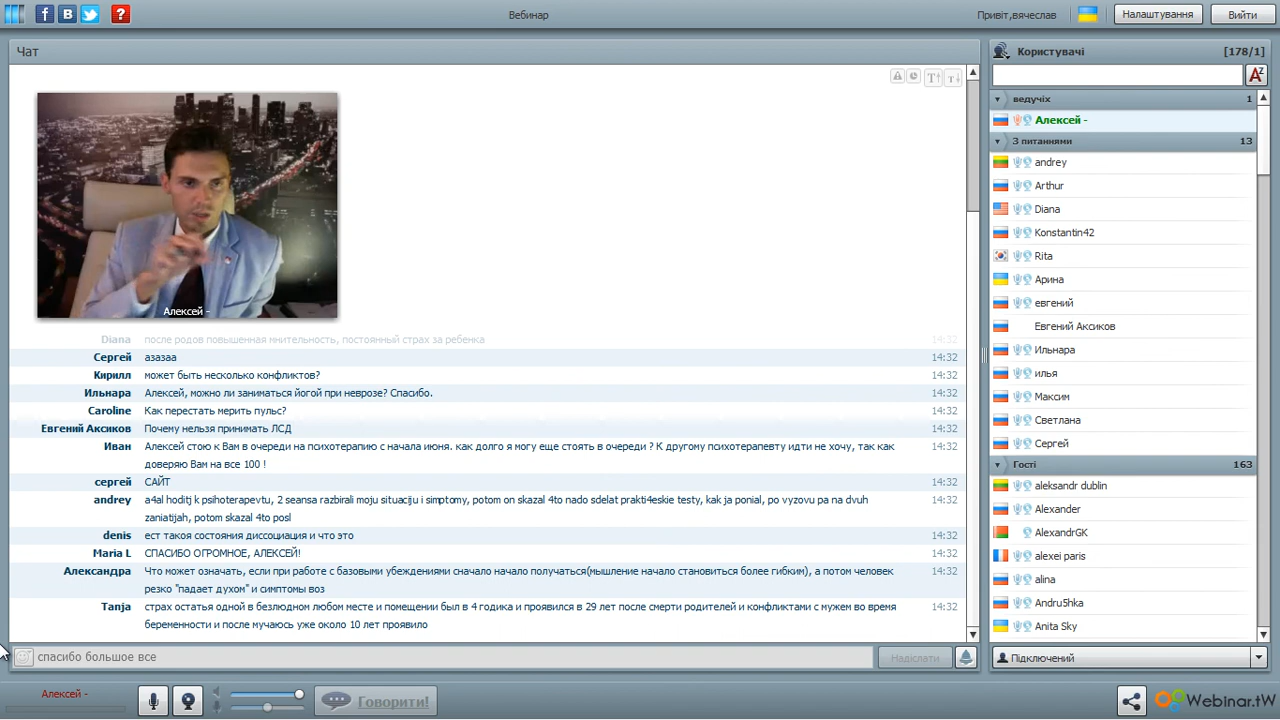 f B ?
Вебинар
Привіт,вячеслав
Налаштування
Вийти
Чат
Користувачі [178/1]
Алексей -
ведучіх 1
Алексей -
З питаннями 13
andrey
Arthur
Diana
Konstantin42
Rita
Арина
евгений
Евгений Аксиков
Ильнара
илья
Максим
Светлана
Сергей
Гості 163
aleksandr dublin
Alexander
AlexandrGK
alexei paris
alina
Andru5hka
Anita Sky
Підключений
Diana после родов повышенная мнительность, постоянный страх за ребенка 14:32
Сергей азазаа 14:32
Кирилл может быть несколько конфликтов? 14:32
Ильнара Алексей, можно ли заниматься йогой при неврозе? Спасибо. 14:32
Caroline Как перестать мерить пульс? 14:32
Евгений Аксиков Почему нельзя принимать ЛСД 14:32
Иван Алексей стою к Вам в очереди на психотерапию с начала июня. как долго я могу еще стоять в очереди ? К другому психотерапевту идти не хочу, так как 14:32
доверяю Вам на все 100 !
сергей САЙТ 14:32
andrey a4al hoditj k psihoterapevtu, 2 seansa razbirali moju situaciju i simptomy, potom on skazal 4to nado sdelat prakti4eskie testy, kak ja ponial, po vyzovu pa na dvuh 14:32
zaniatijah, potom skazal 4to posl
denis ест такоя состояния диссоциация и что это 14:32
Maria L СПАСИБО ОГРОМНОЕ, АЛЕКСЕЙ! 14:32
Александра Что может означать, если при работе с базовыми убеждениями сначало начало получаться(мышление начало становиться более гибким), а потом человек 14:32
резко "падает духом" и симптомы воз
Tanja страх остатья одной в безлюдном любом месте и помещении был в 4 годика и проявился в 29 лет после смерти родителей и конфликтами с мужем во время 14:32
беременности и после мучаюсь уже около 10 лет проявило
спасибо большое все
Надіслати
Алексей -
Говорити!
Webinar.tW